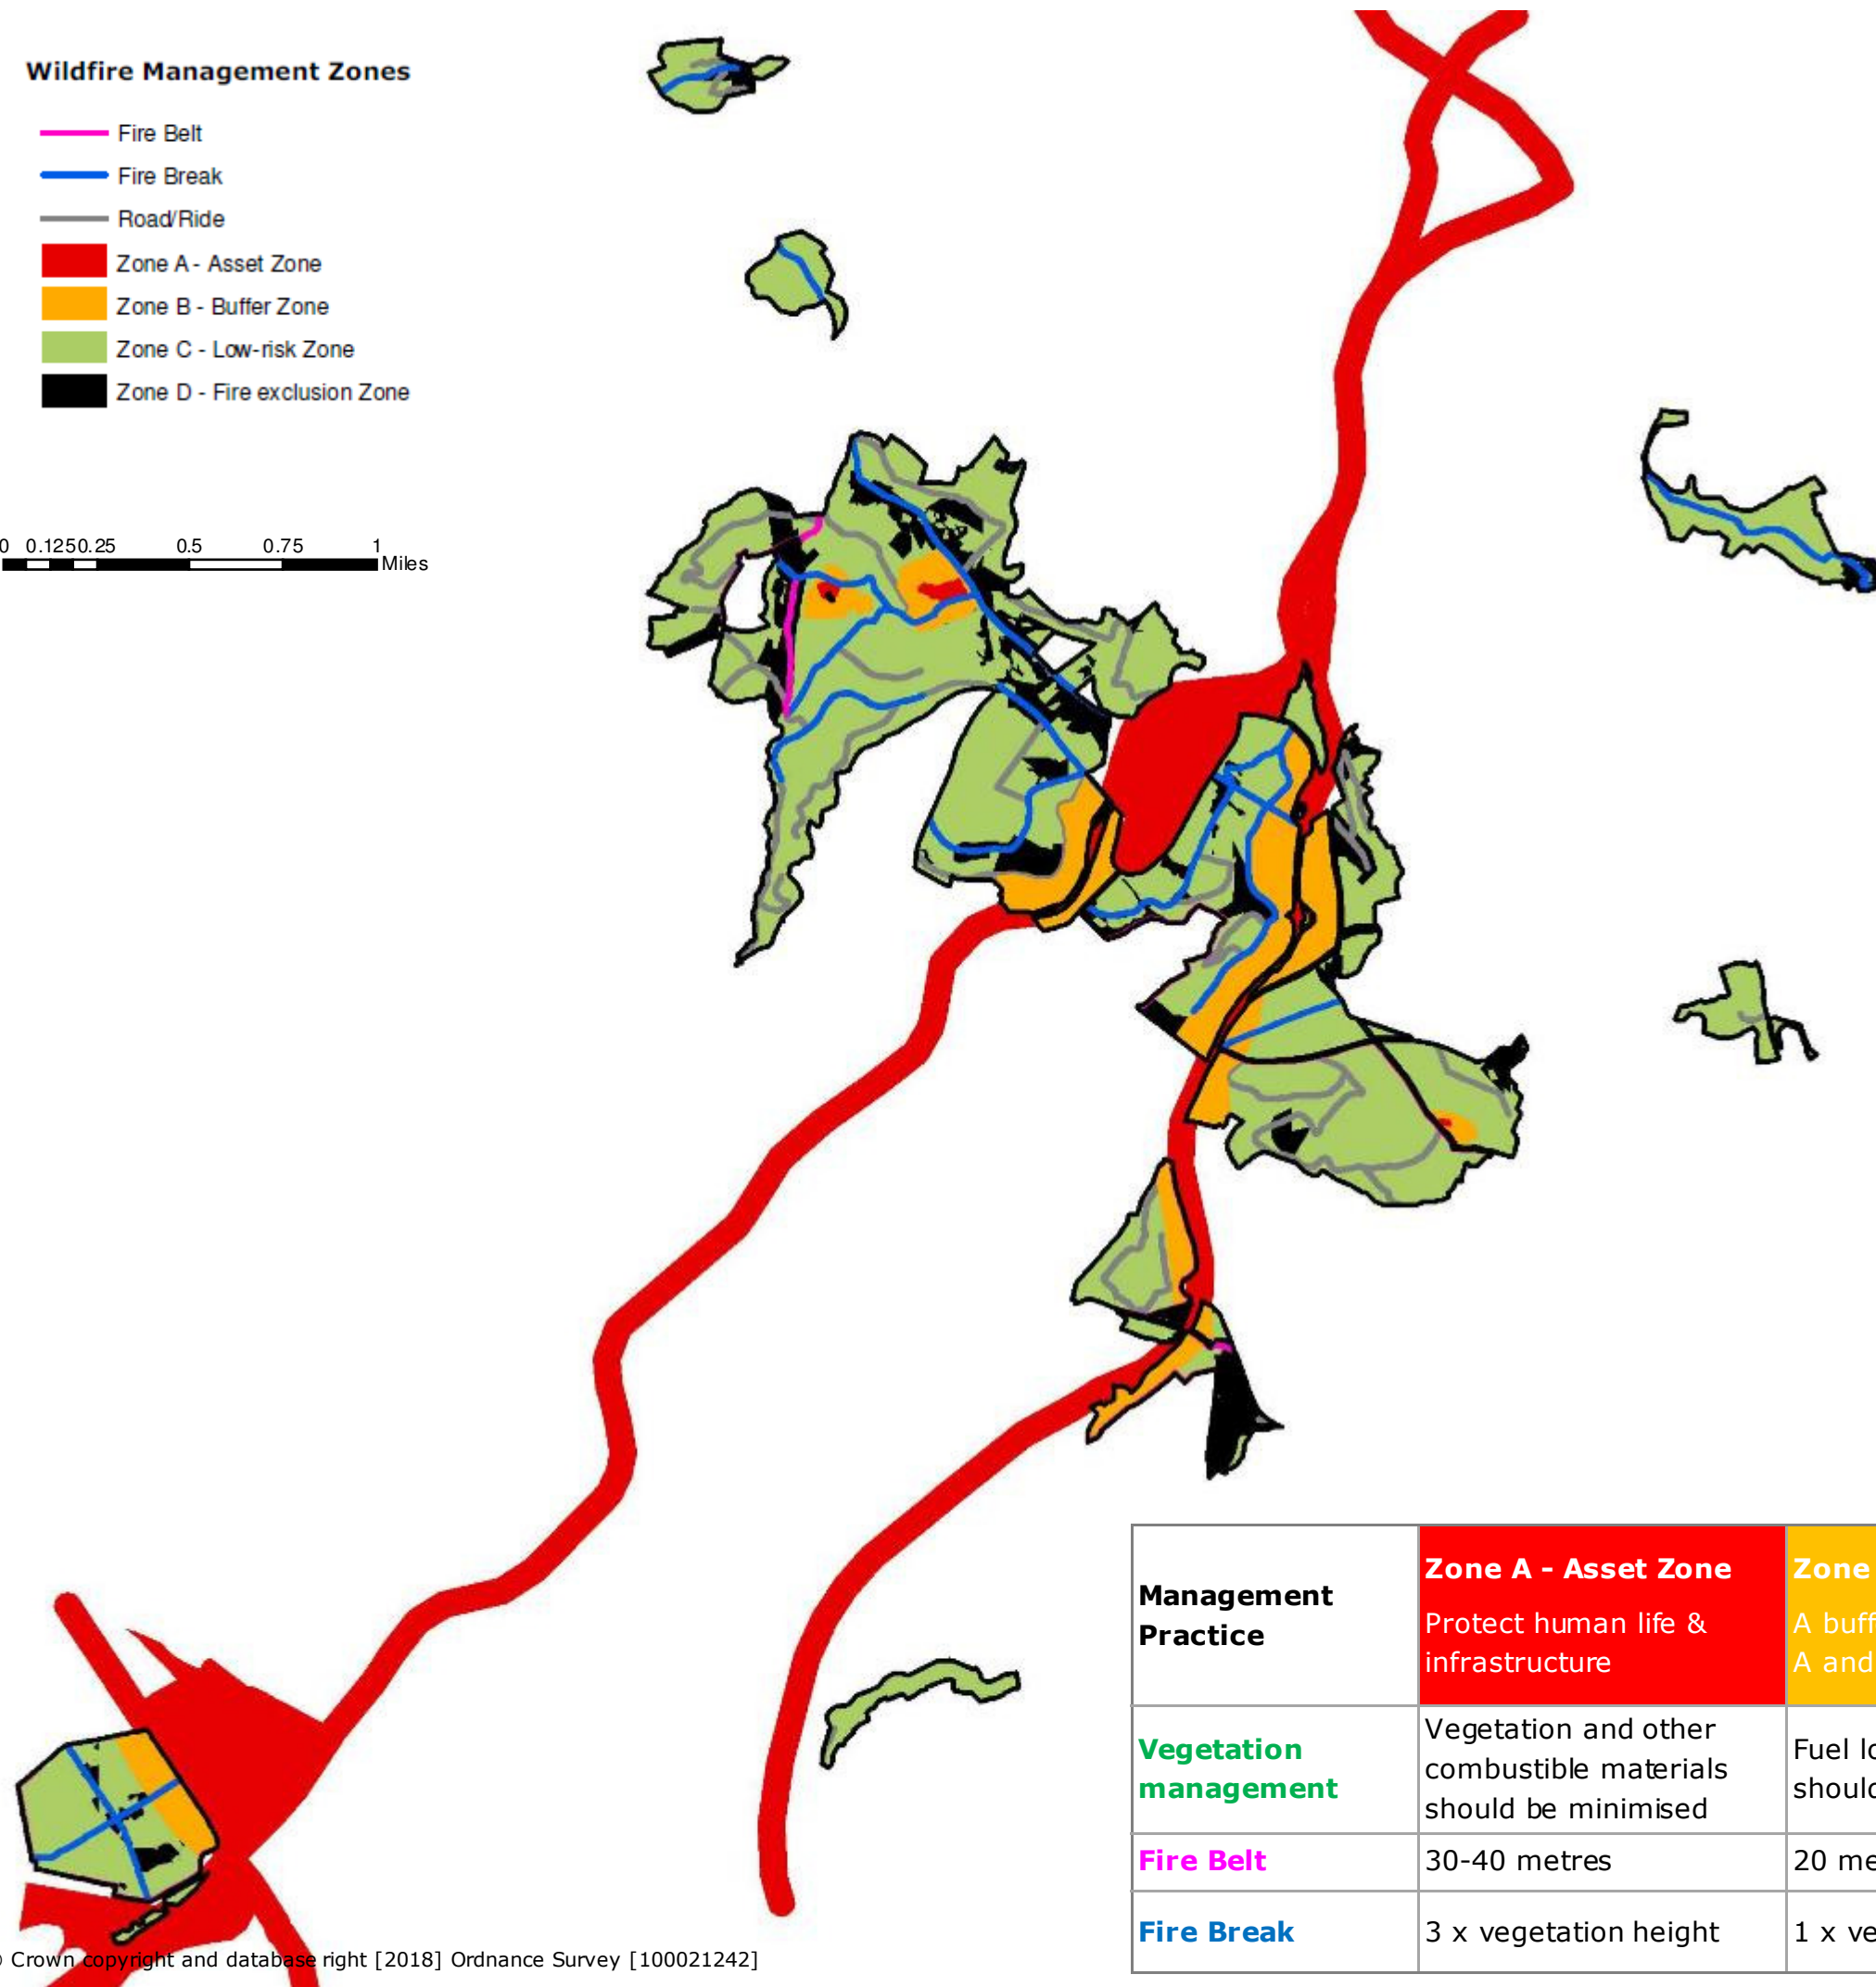 Wildfire Management Zones
Fire Belt
Fire Break
Road/Ride
Zone A - Asset Zone
Zone B - Buffer Zone
Zone C - Low-risk Zone
Zone D - Fire exclusion Zone
0 0.125 0.25 0.5 0.75 1
Miles
Management
Practice
Zone A - Asset Zone
Protect human life &
infrastructure
Zone
A buff
A and
Vegetation
management
Vegetation and other
combustible materials
should be minimised
Fuel lo
should
Fire Belt
30-40 metres
20 me
Fire Break
3 x vegetation height
1 x ve
© Crown copyright and database right [2018] Ordnance Survey [100021242]